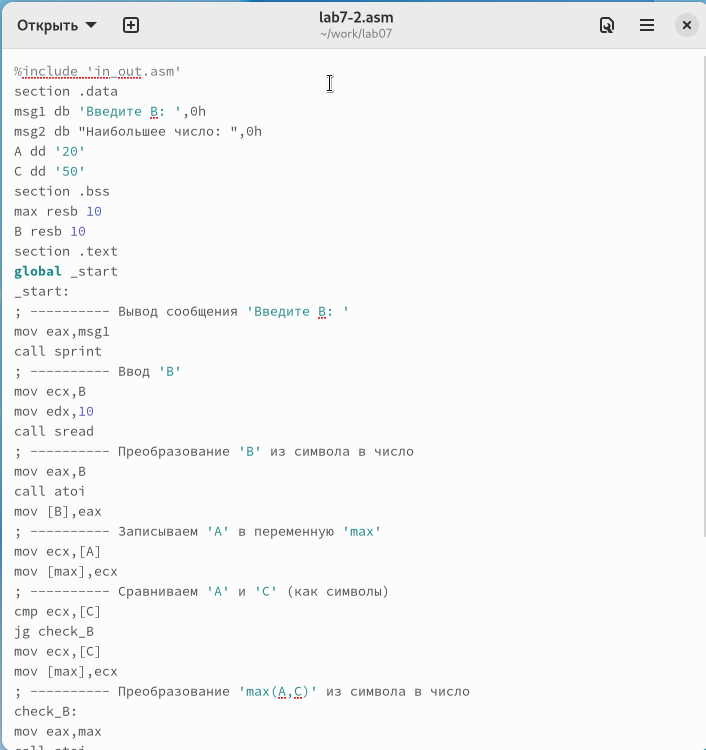 Открыть
lab7-2.asm
~/work/lab07
%include 'in_out.asm'
section .data
msg1 db 'Введите B: ',0h
msg2 db "Наибольшее число: ",0h
A dd '20'
C dd '50'
section .bss
max resb 10
B resb 10
section .text
global _start
_start:
; ---------- Вывод сообщения 'Введите B: '
mov eax,msg1
call sprint
; ---------- Ввод 'B'
mov ecx,B
mov edx,10
call sread
; ---------- Преобразование 'B' из символа в число
mov eax,B
call atoi
mov [B],eax
; ---------- Записываем 'A' в переменную 'max'
mov ecx,[A]
mov [max],ecx
; ---------- Сравниваем 'A' и 'C' (как символы)
cmp ecx,[C]
jg check_B
mov ecx,[C]
mov [max],ecx
; ---------- Преобразование 'max(A,C)' из символа в число
check_B:
mov eax,max
call atoi